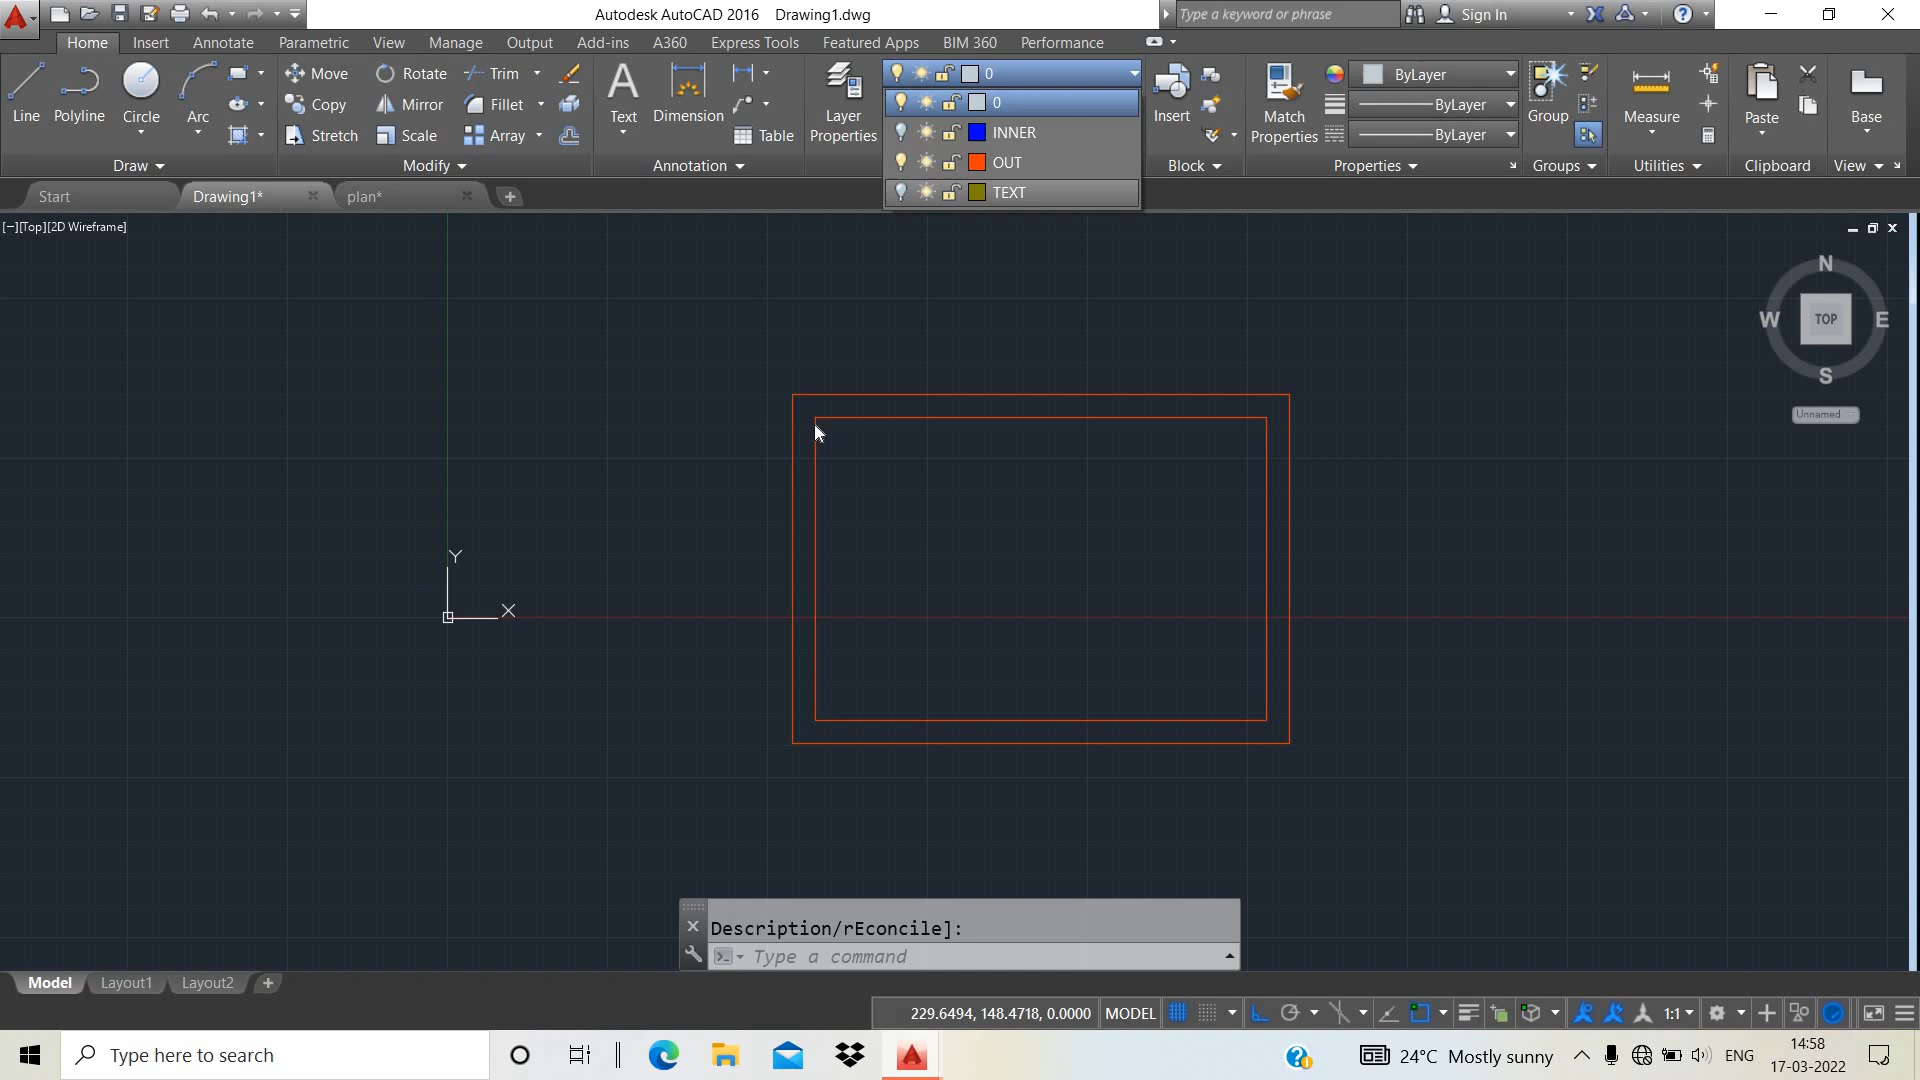 Autodesk AutoCAD 2016 Drawing1.dwg
Type a keyword or phrase
Sign In
Home Insert Annotate Parametric View Manage Output Add-ins A360 Express Tools Featured Apps BIM 360 Performance
Line Polyline Circle Arc
Move Rotate Trim
Copy Mirror Fillet
Stretch Scale Array
Text Dimension Table
Layer Properties
0
0
INNER
OUT
TEXT
Insert
Match Properties
ByLayer
ByLayer
ByLayer
Group
Measure
Paste
Base
Draw Modify Annotation Block Properties Groups Utilities Clipboard View
Start Drawing1* plan*
[−][Top][2D Wireframe]
N
W TOP E
S
Unnamed
Y
X
Description/rEconcile]:
Type a command
Model Layout1 Layout2
229.6494, 148.4718, 0.0000 MODEL 1:1
Type here to search
24°C Mostly sunny
ENG
14:58
17-03-2022